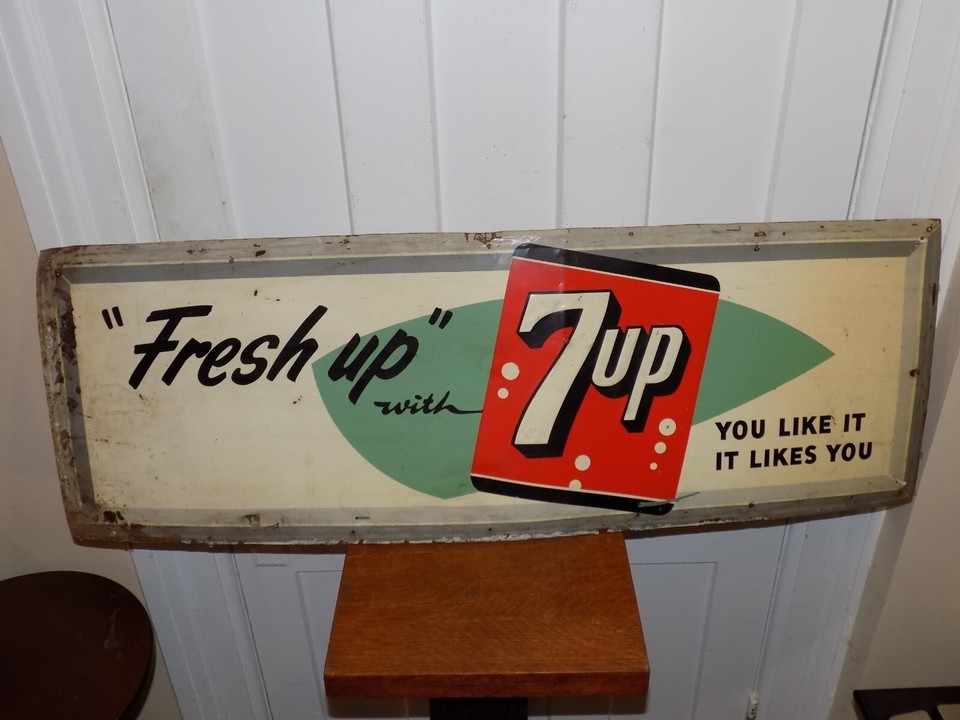 "Fresh up"
with
7up
YOU LIKE IT
IT LIKES YOU